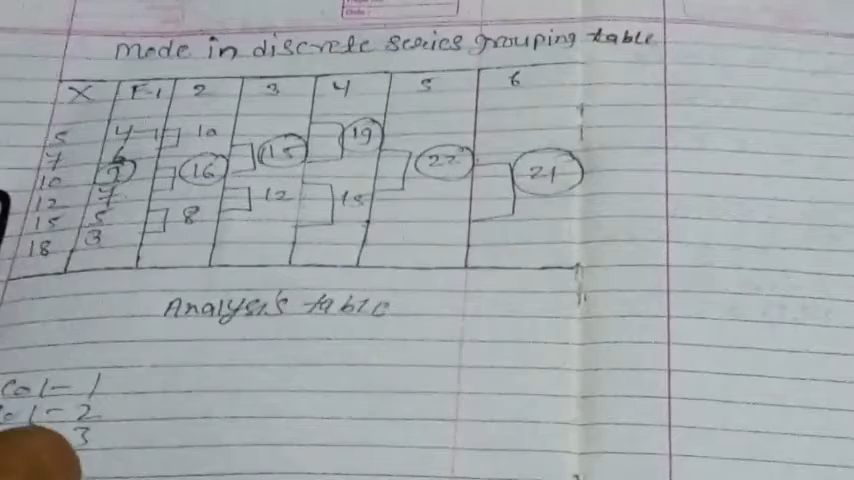 Mode in discrete series grouping table
X F-1 2 3 4 5 6
5 4 10 19
7 6 15 22
10 9 16 21
12 7 12 15
15 5 8
18 3
Analysis table
Col-1
Col-2
3